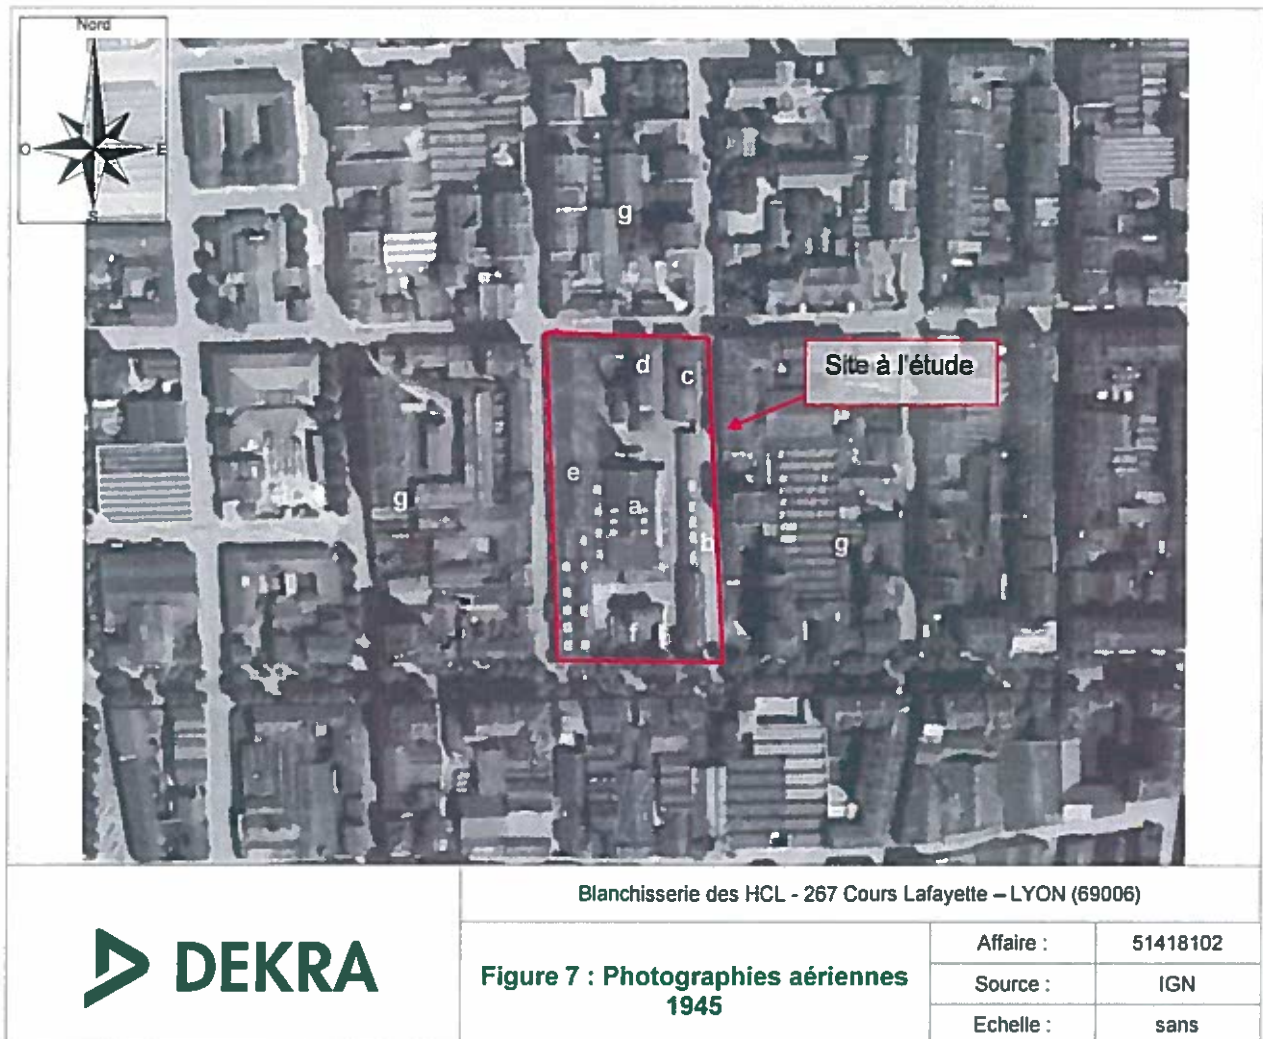 Nord
O
E
S
g
Site à l'étude
d
c
e
a
g
b
g
f
Blanchisserie des HCL - 267 Cours Lafayette – LYON (69006)
DEKRA
Figure 7 : Photographies aériennes
1945
Affaire :
51418102
Source :
IGN
Echelle :
sans